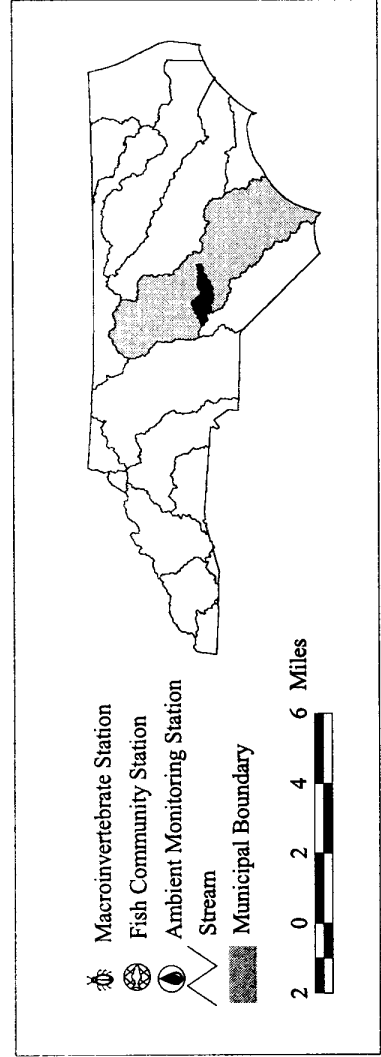 Macroinvertebrate Station
Fish Community Station
Ambient Monitoring Station
Stream
Municipal Boundary
2 0 2 4 6 Miles